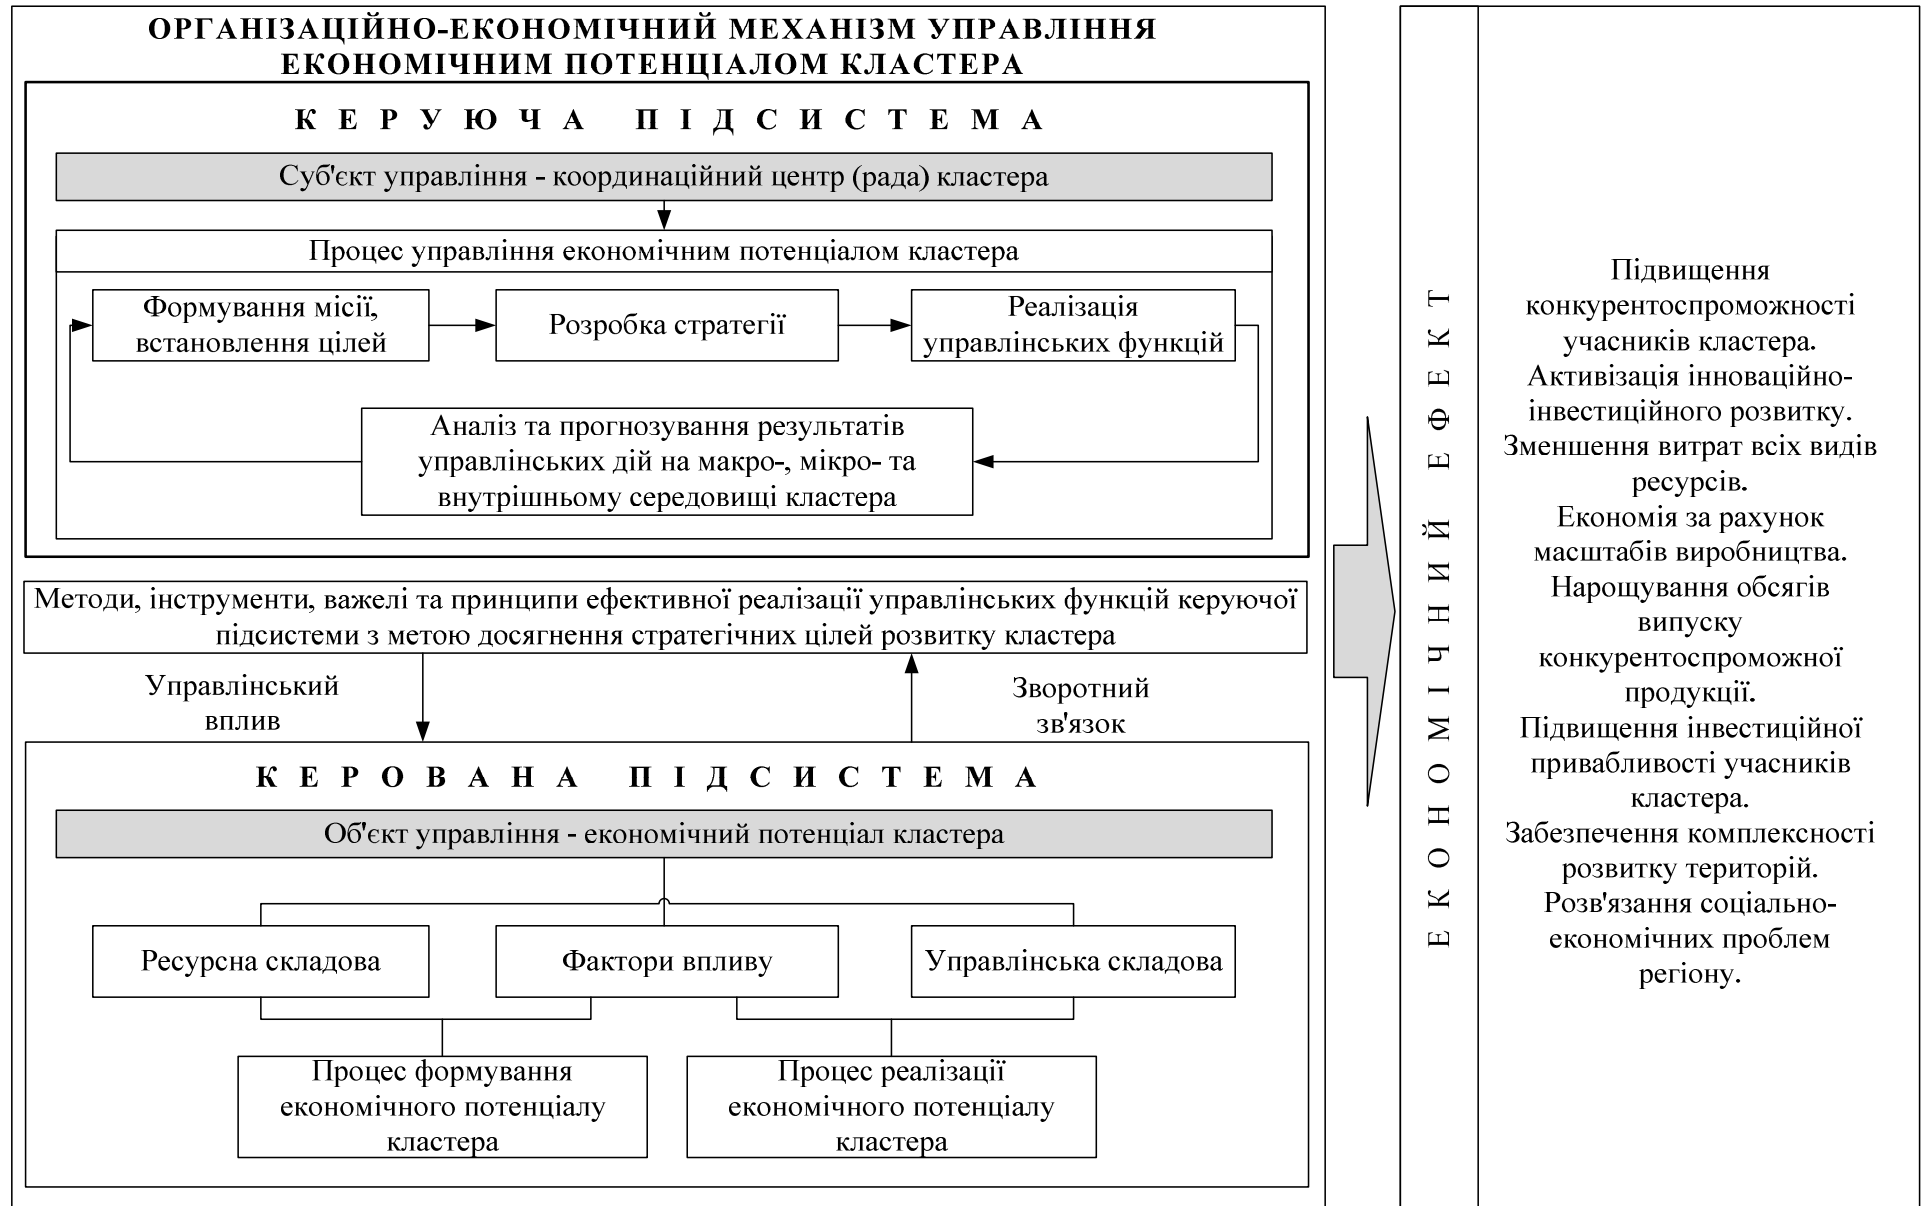 ОРГАНІЗАЦІЙНО-ЕКОНОМІЧНИЙ МЕХАНІЗМ УПРАВЛІННЯ
ЕКОНОМІЧНИМ ПОТЕНЦІАЛОМ КЛАСТЕРА
КЕРУЮЧА ПІДСИСТЕМА
Суб'єкт управління - координаційний центр (рада) кластера
Процес управління економічним потенціалом кластера
Формування місії,
встановлення цілей
Розробка стратегії
Реалізація
управлінських функцій
Аналіз та прогнозування результатів
управлінських дій на макро-, мікро- та
внутрішньому середовищі кластера
Методи, інструменти, важелі та принципи ефективної реалізації управлінських функцій керуючої
підсистеми з метою досягнення стратегічних цілей розвитку кластера
Управлінський
вплив
Зворотний
зв'язок
КЕРОВАНА ПІДСИСТЕМА
Об'єкт управління - економічний потенціал кластера
Ресурсна складова
Фактори впливу
Управлінська складова
Процес формування
економічного потенціалу
кластера
Процес реалізації
економічного потенціалу
кластера
ЕКОНОМІЧНИЙ ЕФЕКТ
Підвищення
конкурентоспроможності
учасників кластера.
Активізація інноваційно-
інвестиційного розвитку.
Зменшення витрат всіх видів
ресурсів.
Економія за рахунок
масштабів виробництва.
Нарощування обсягів
випуску
конкурентоспроможної
продукції.
Підвищення інвестиційної
привабливості учасників
кластера.
Забезпечення комплексності
розвитку територій.
Розв'язання соціально-
економічних проблем
регіону.